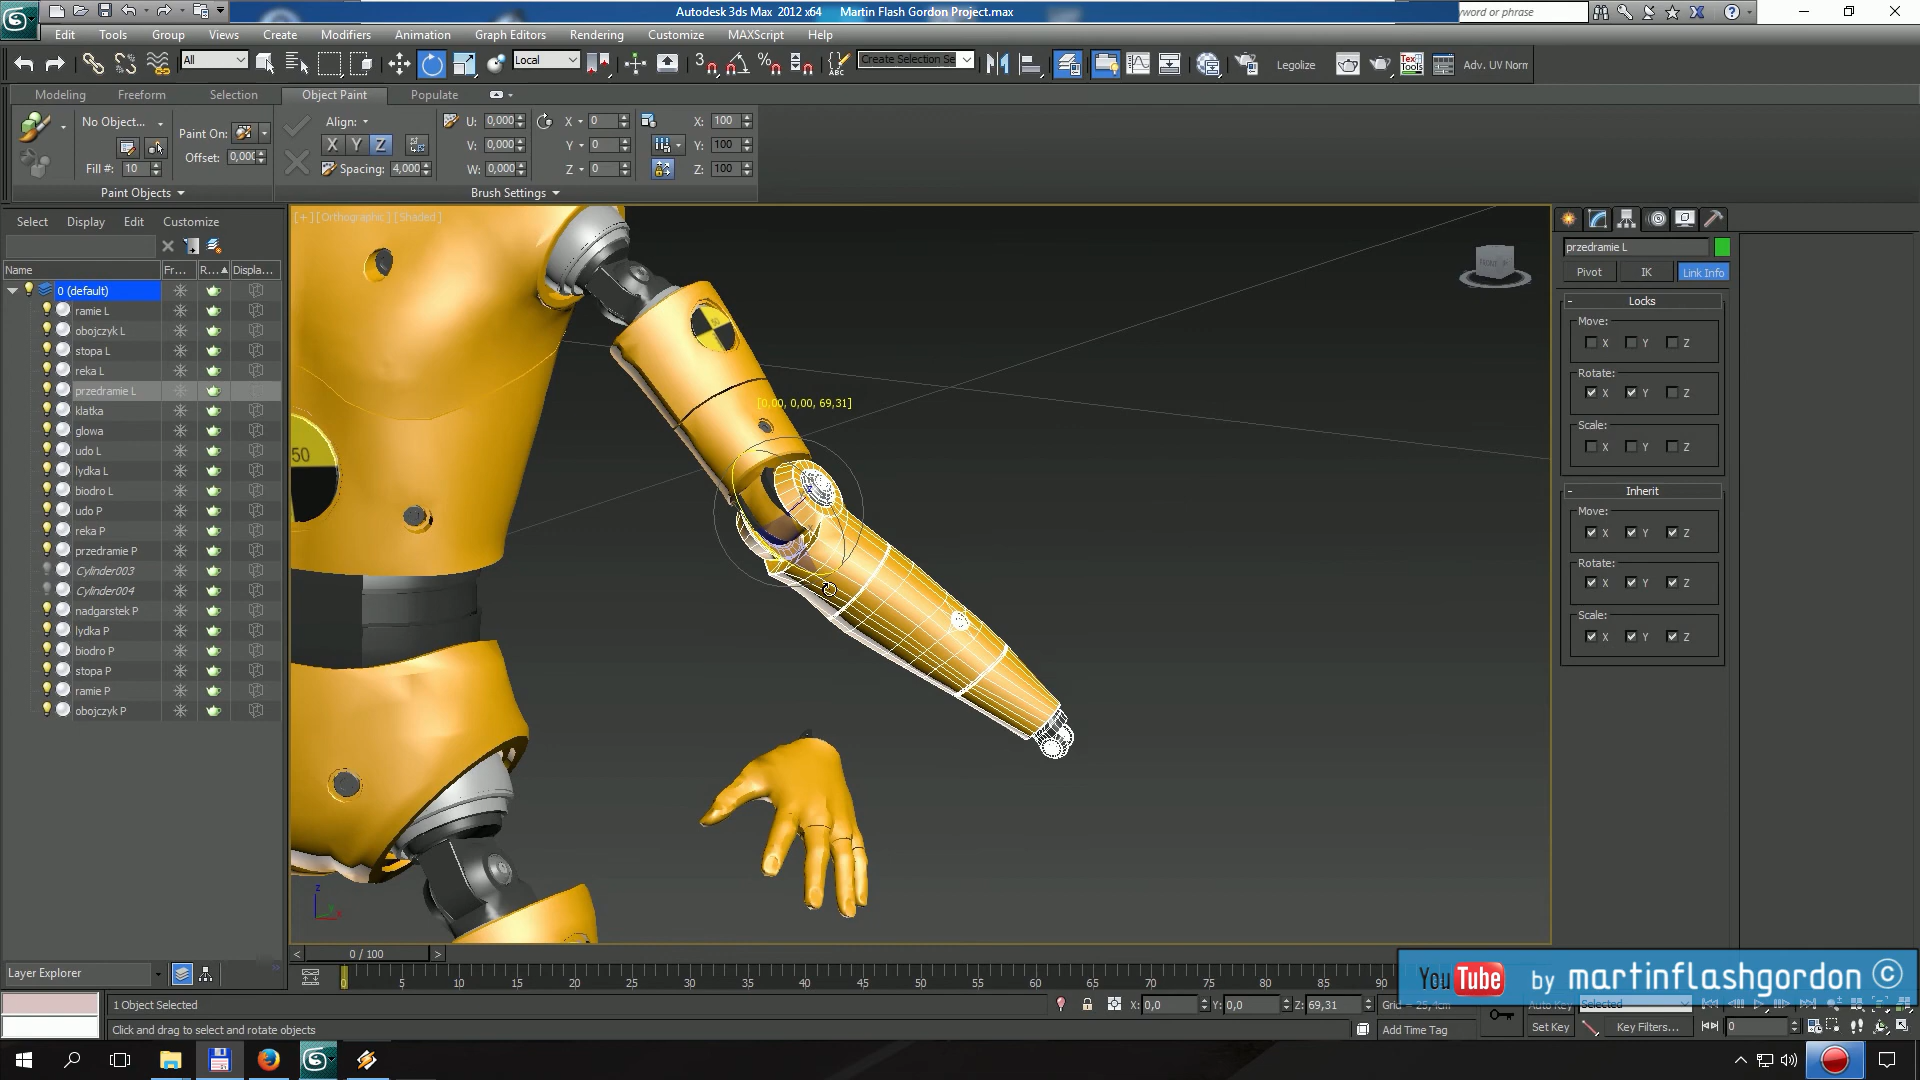 Autodesk 3ds Max 2012 x64 Martin Flash Gordon Project.max
word or phrase
Edit Tools Group Views Create Modifiers Animation Graph Editors Rendering Customize MAXScript Help
All Local Create Selection Se Legolize Tex Tools Adv. UV Norm
ABC
Modeling Freeform Selection Object Paint Populate
No Object... Paint On: Align: U: 0,000 X 0 X: 100
X Y Z V: 0,000 Y 0 Y: 100
Offset: 0,000
Fill #: 10 Spacing: 4,000 W: 0,000 Z 0 Z: 100
Paint Objects Brush Settings
Select Display Edit Customize
[+][Orthographic][Shaded]
Name Fr... R... Displa...
0 (default)
ramie L
obojczyk L
stopa L
reka L
przedramie L
klatka
glowa
udo L
lydka L
biodro L
udo P
reka P
przedramie P
Cylinder003
Cylinder004
nadgarstek P
lydka P
biodro P
stopa P
ramie P
obojczyk P
[0,00, 0,00, 69,31]
50
z
x
przedramie L
Pivot IK Link Info
- Locks
Move:
X Y Z
Rotate:
X Y Z
Scale:
X Y Z
- Inherit
Move:
X Y Z
Rotate:
X Y Z
Scale:
X Y Z
< 0 / 100 >
Layer Explorer
0 5 10 15 20 25 30 35 40 45 50 55 60 65 70 75 80 85 90
YouTube by martinflashgordon ©
1 Object Selected X: 0,0 Y: 0,0 Z: 69,31 Grid = 25,4cm Auto Key Selected
Click and drag to select and rotate objects Add Time Tag Set Key Key Filters... 0